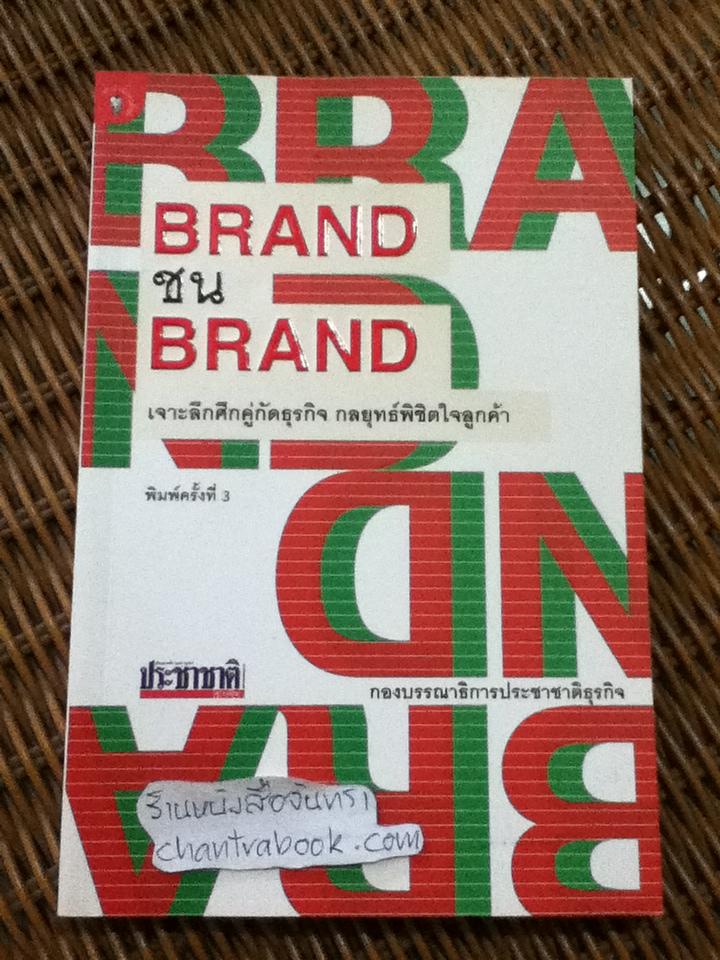 BRA
BRAND
ชน
BRAND
เจาะลึกศึกคู่กัดธุรกิจ กลยุทธ์พิชิตใจลูกค้า
ND
พิมพ์ครั้งที่ 3
ประชาชาติ
กองบรรณาธิการประชาชาติธุรกิจ
BRAND
ร้านหนังสือจันทรา
chantrabook.com